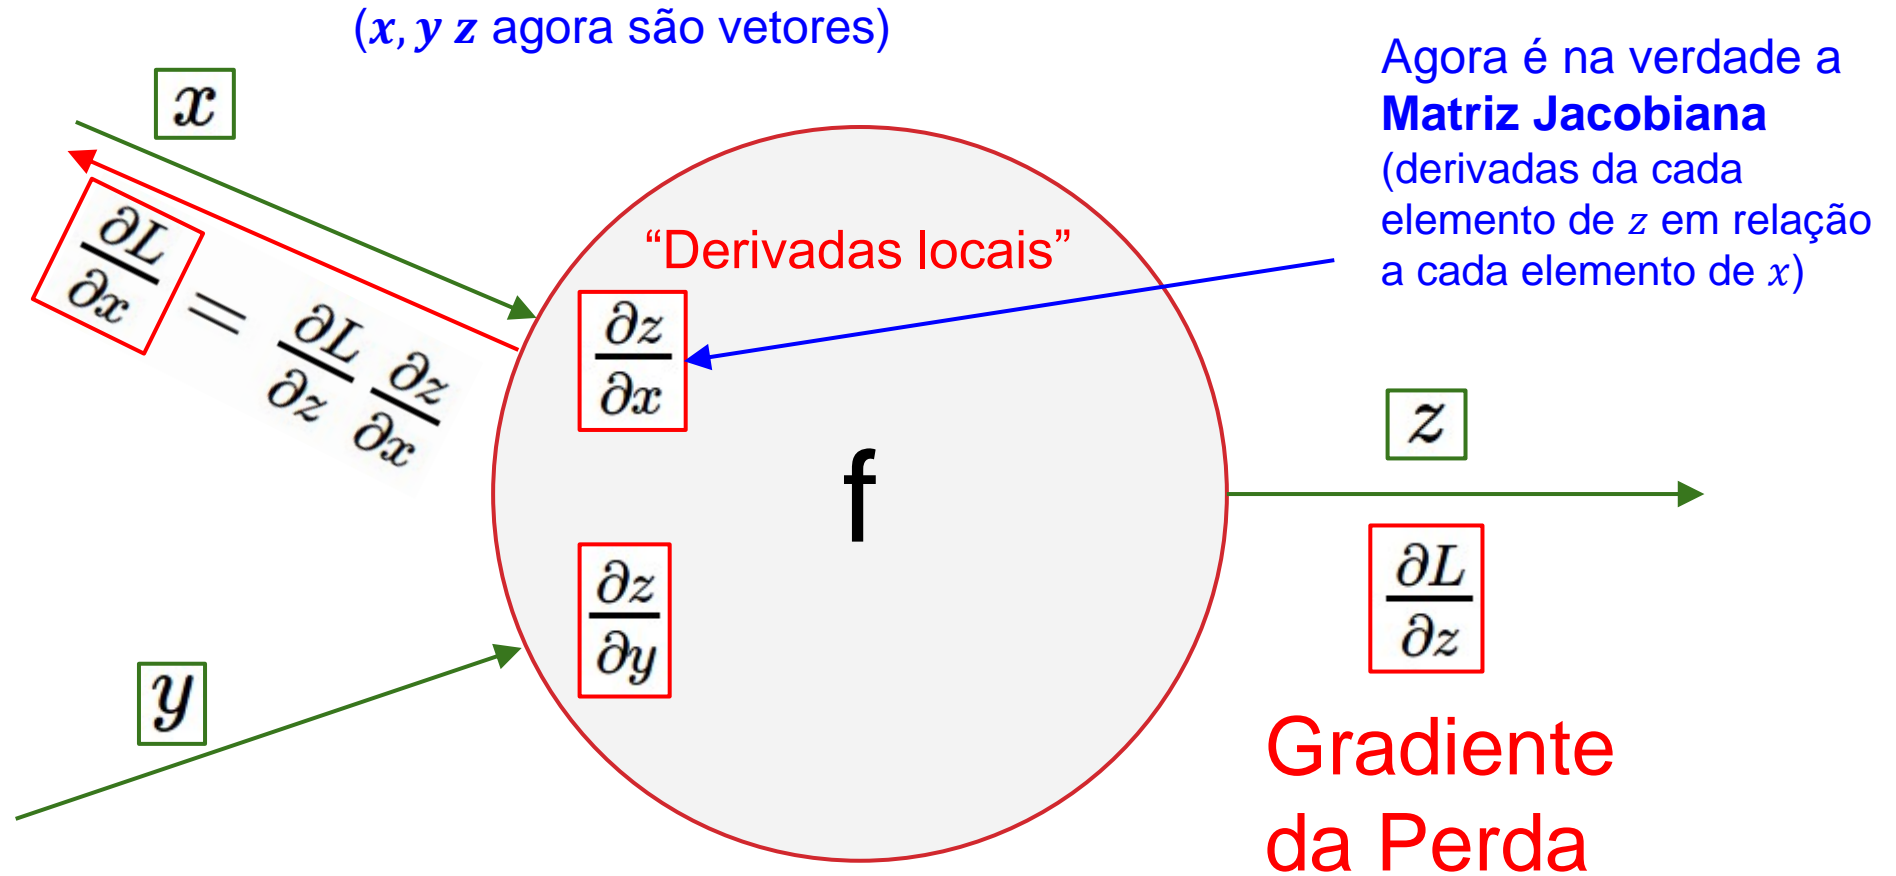 (x, y z agora são vetores)
Agora é na verdade a
Matriz Jacobiana
(derivadas da cada
elemento de z em relação
a cada elemento de x)
x
∂L/∂x = ∂L/∂z ∂z/∂x
“Derivadas locais”
∂z/∂x
f
z
∂z/∂y
∂L/∂z
y
Gradiente
da Perda